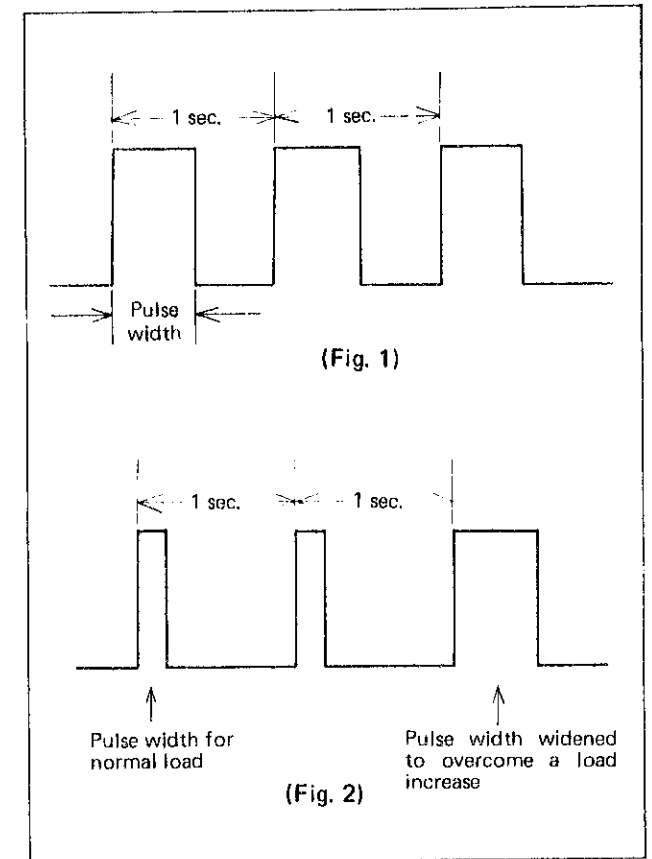 1 sec. 1 sec.
Pulse
width
(Fig. 1)
1 sec. 1 sec.
Pulse width for
normal load
Pulse width widened
to overcome a load
increase
(Fig. 2)